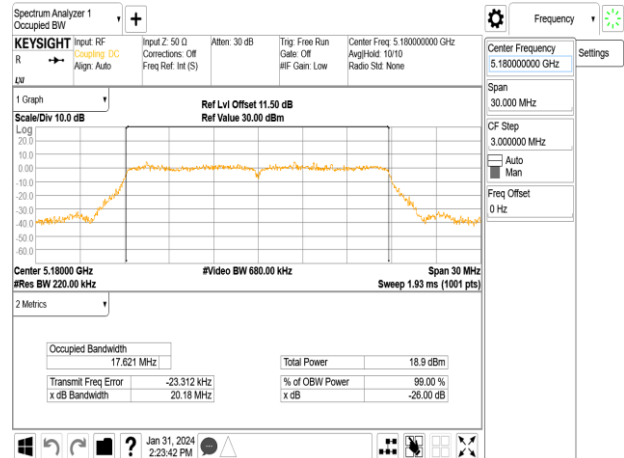 Spectrum Analyzer 1
Occupied BW
Frequency
KEYSIGHT
R
LXI
Input: RF
Coupling: DC
Align: Auto
Input Z: 50 Ω
Corrections: Off
Freq Ref: Int (S)
Atten: 30 dB
Trig: Free Run
Gate: Off
#IF Gain: Low
Center Freq: 5.180000000 GHz
Avg|Hold: 10/10
Radio Std: None
Center Frequency
5.180000000 GHz
Settings
Span
30.000 MHz
CF Step
3.000000 MHz
Auto
Man
Freq Offset
0 Hz
1 Graph
Scale/Div 10.0 dB
Ref Lvl Offset 11.50 dB
Ref Value 30.00 dBm
Log
20.0
10.0
0.00
-10.0
-20.0
-30.0
-40.0
-50.0
-60.0
Center 5.18000 GHz
#Res BW 220.00 kHz
#Video BW 680.00 kHz
Span 30 MHz
Sweep 1.93 ms (1001 pts)
2 Metrics
Occupied Bandwidth
17.621 MHz
Transmit Freq Error -23.312 kHz
x dB Bandwidth 20.18 MHz
Total Power 18.9 dBm
% of OBW Power 99.00 %
x dB -26.00 dB
?
Jan 31, 2024
2:23:42 PM